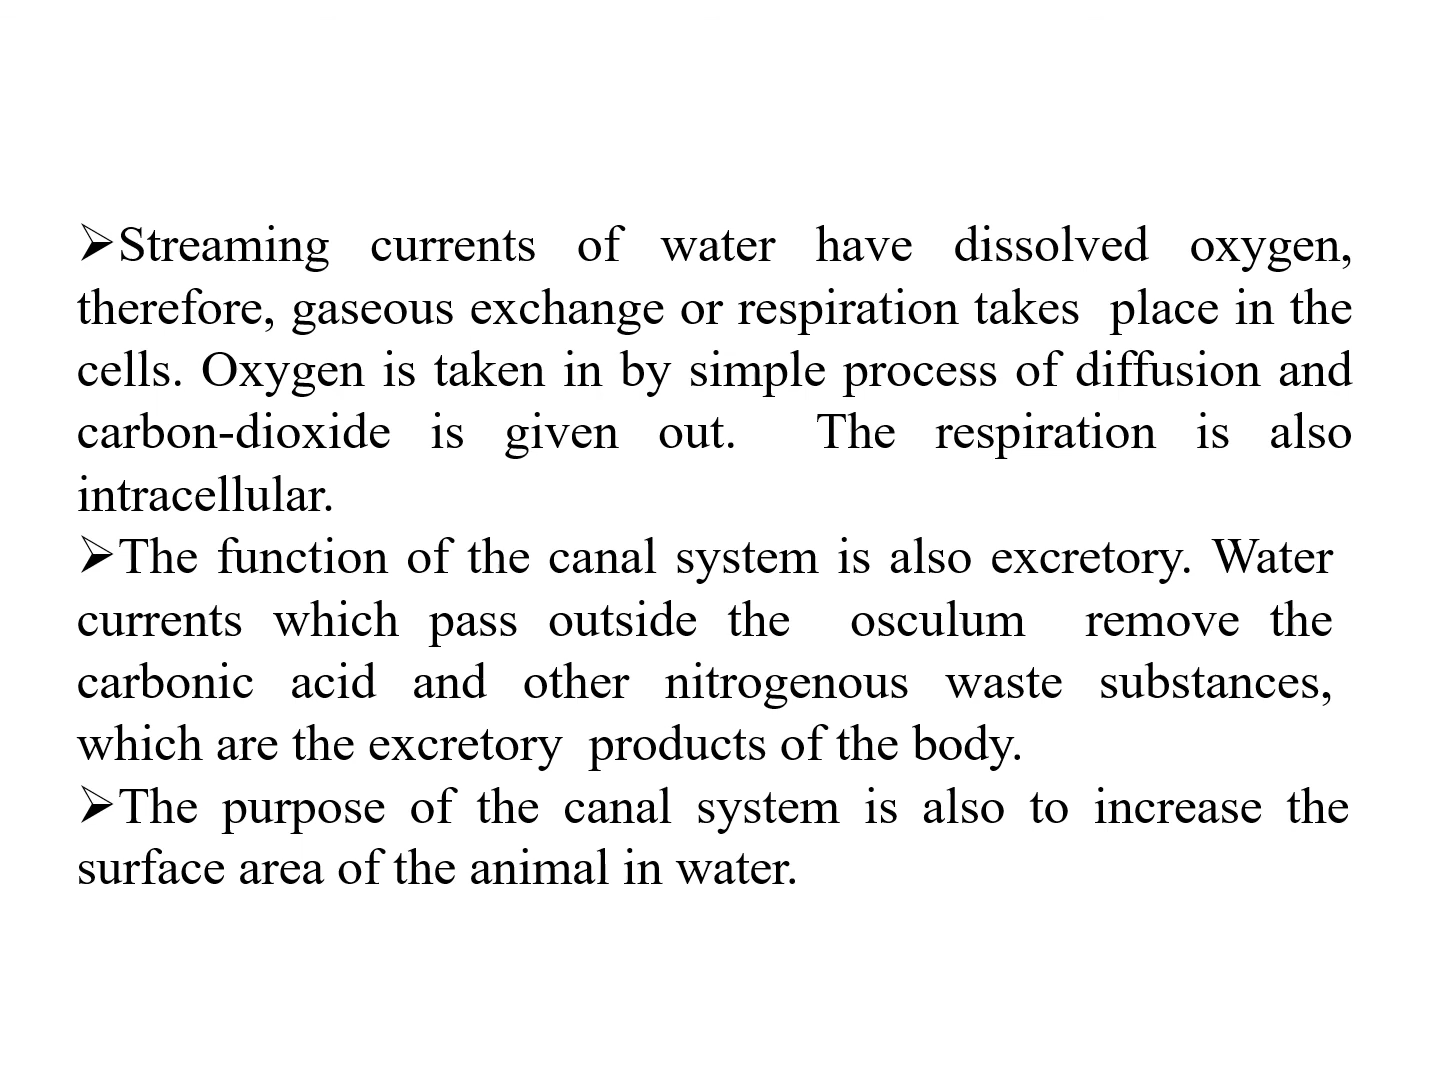 ➢Streaming currents of water have dissolved oxygen,
therefore, gaseous exchange or respiration takes place in the
cells. Oxygen is taken in by simple process of diffusion and
carbon-dioxide is given out. The respiration is also
intracellular.
➢The function of the canal system is also excretory. Water
currents which pass outside the osculum remove the
carbonic acid and other nitrogenous waste substances,
which are the excretory products of the body.
➢The purpose of the canal system is also to increase the
surface area of the animal in water.